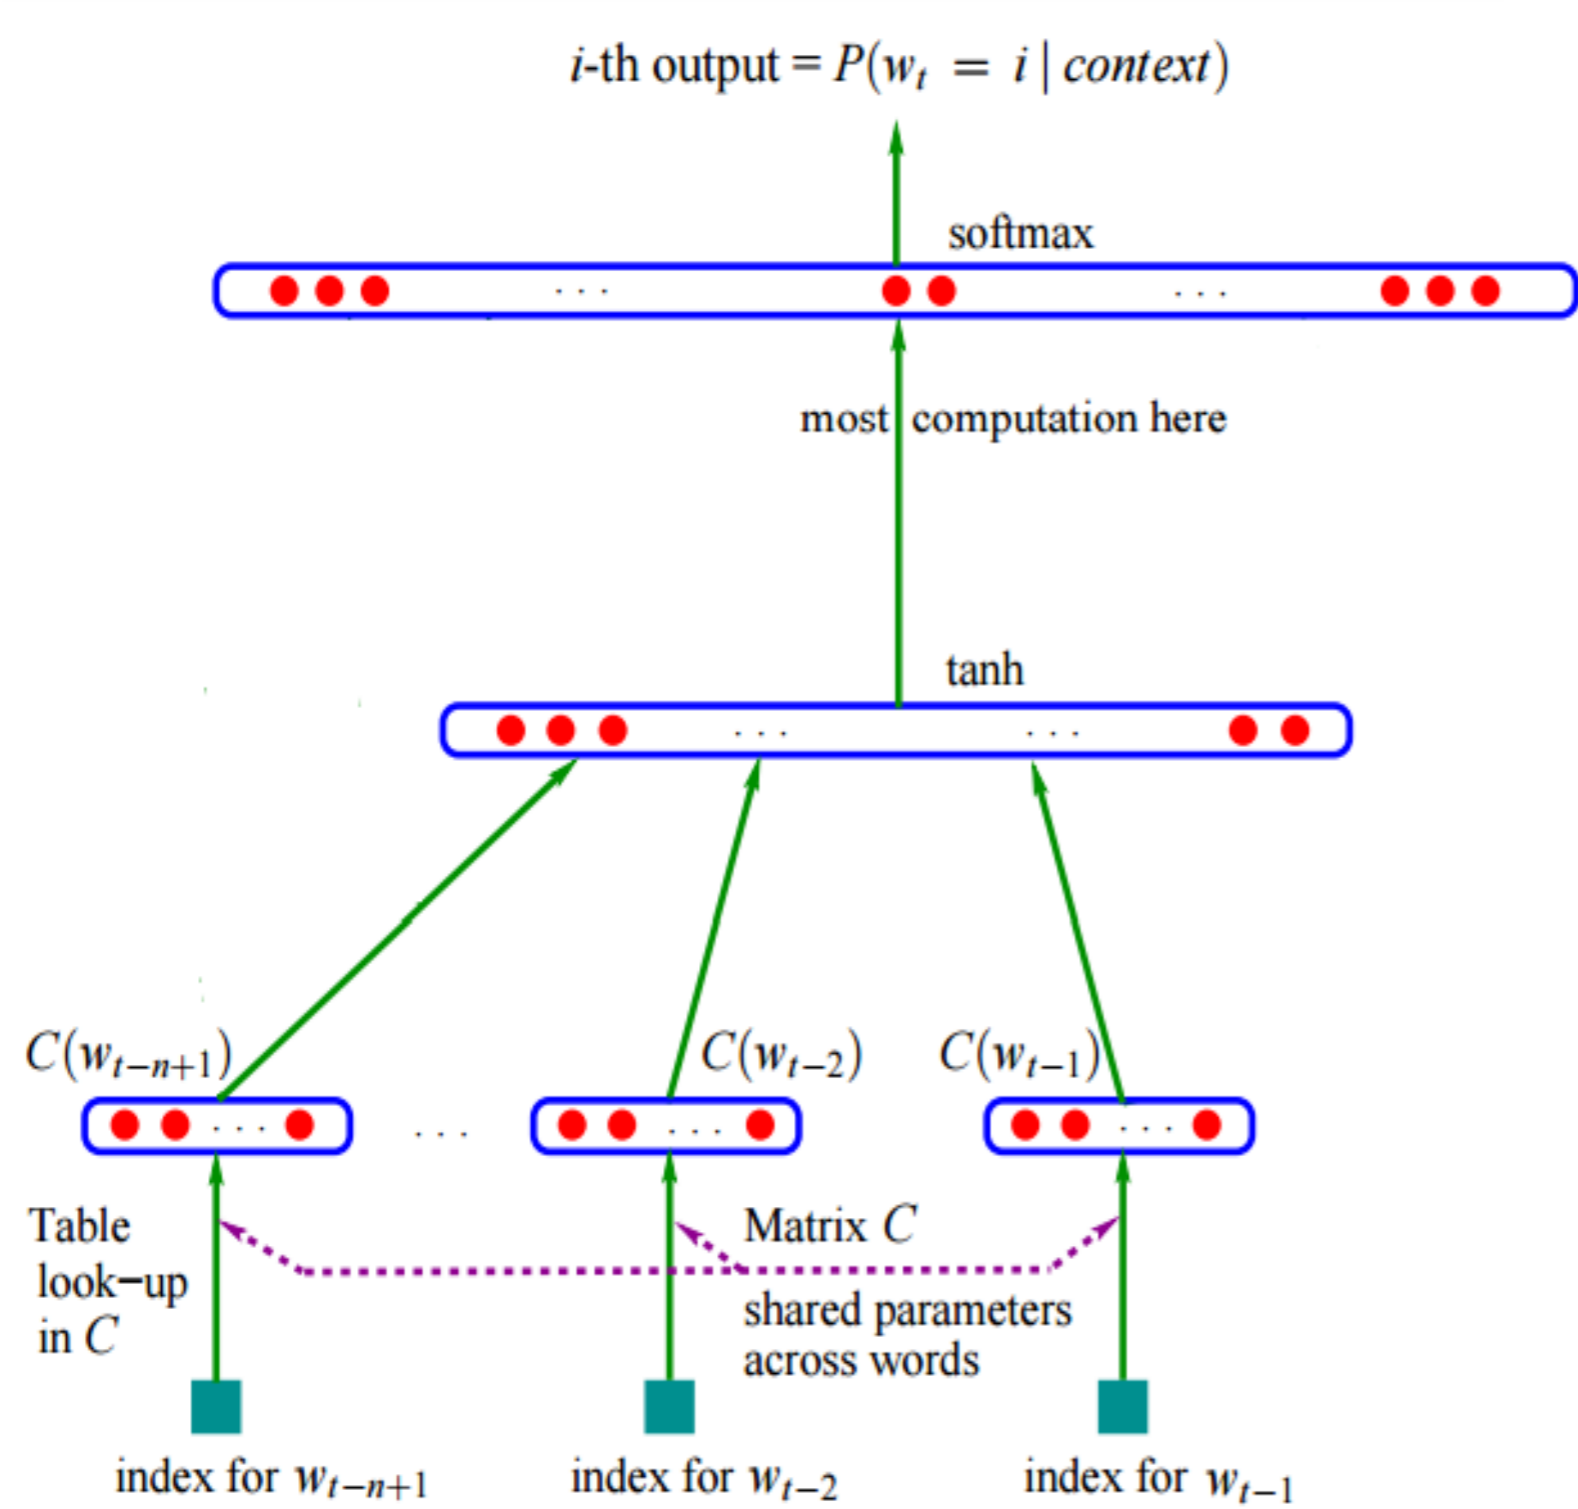 i-th output = P(w_t = i | context)
softmax
. . .
. . .
most computation here
tanh
. . .
. . .
C(w_{t−n+1})
C(w_{t−2})
C(w_{t−1})
. . .
. . .
. . .
. . .
Table
look−up
in C
Matrix C
shared parameters
across words
index for w_{t−n+1}
index for w_{t−2}
index for w_{t−1}